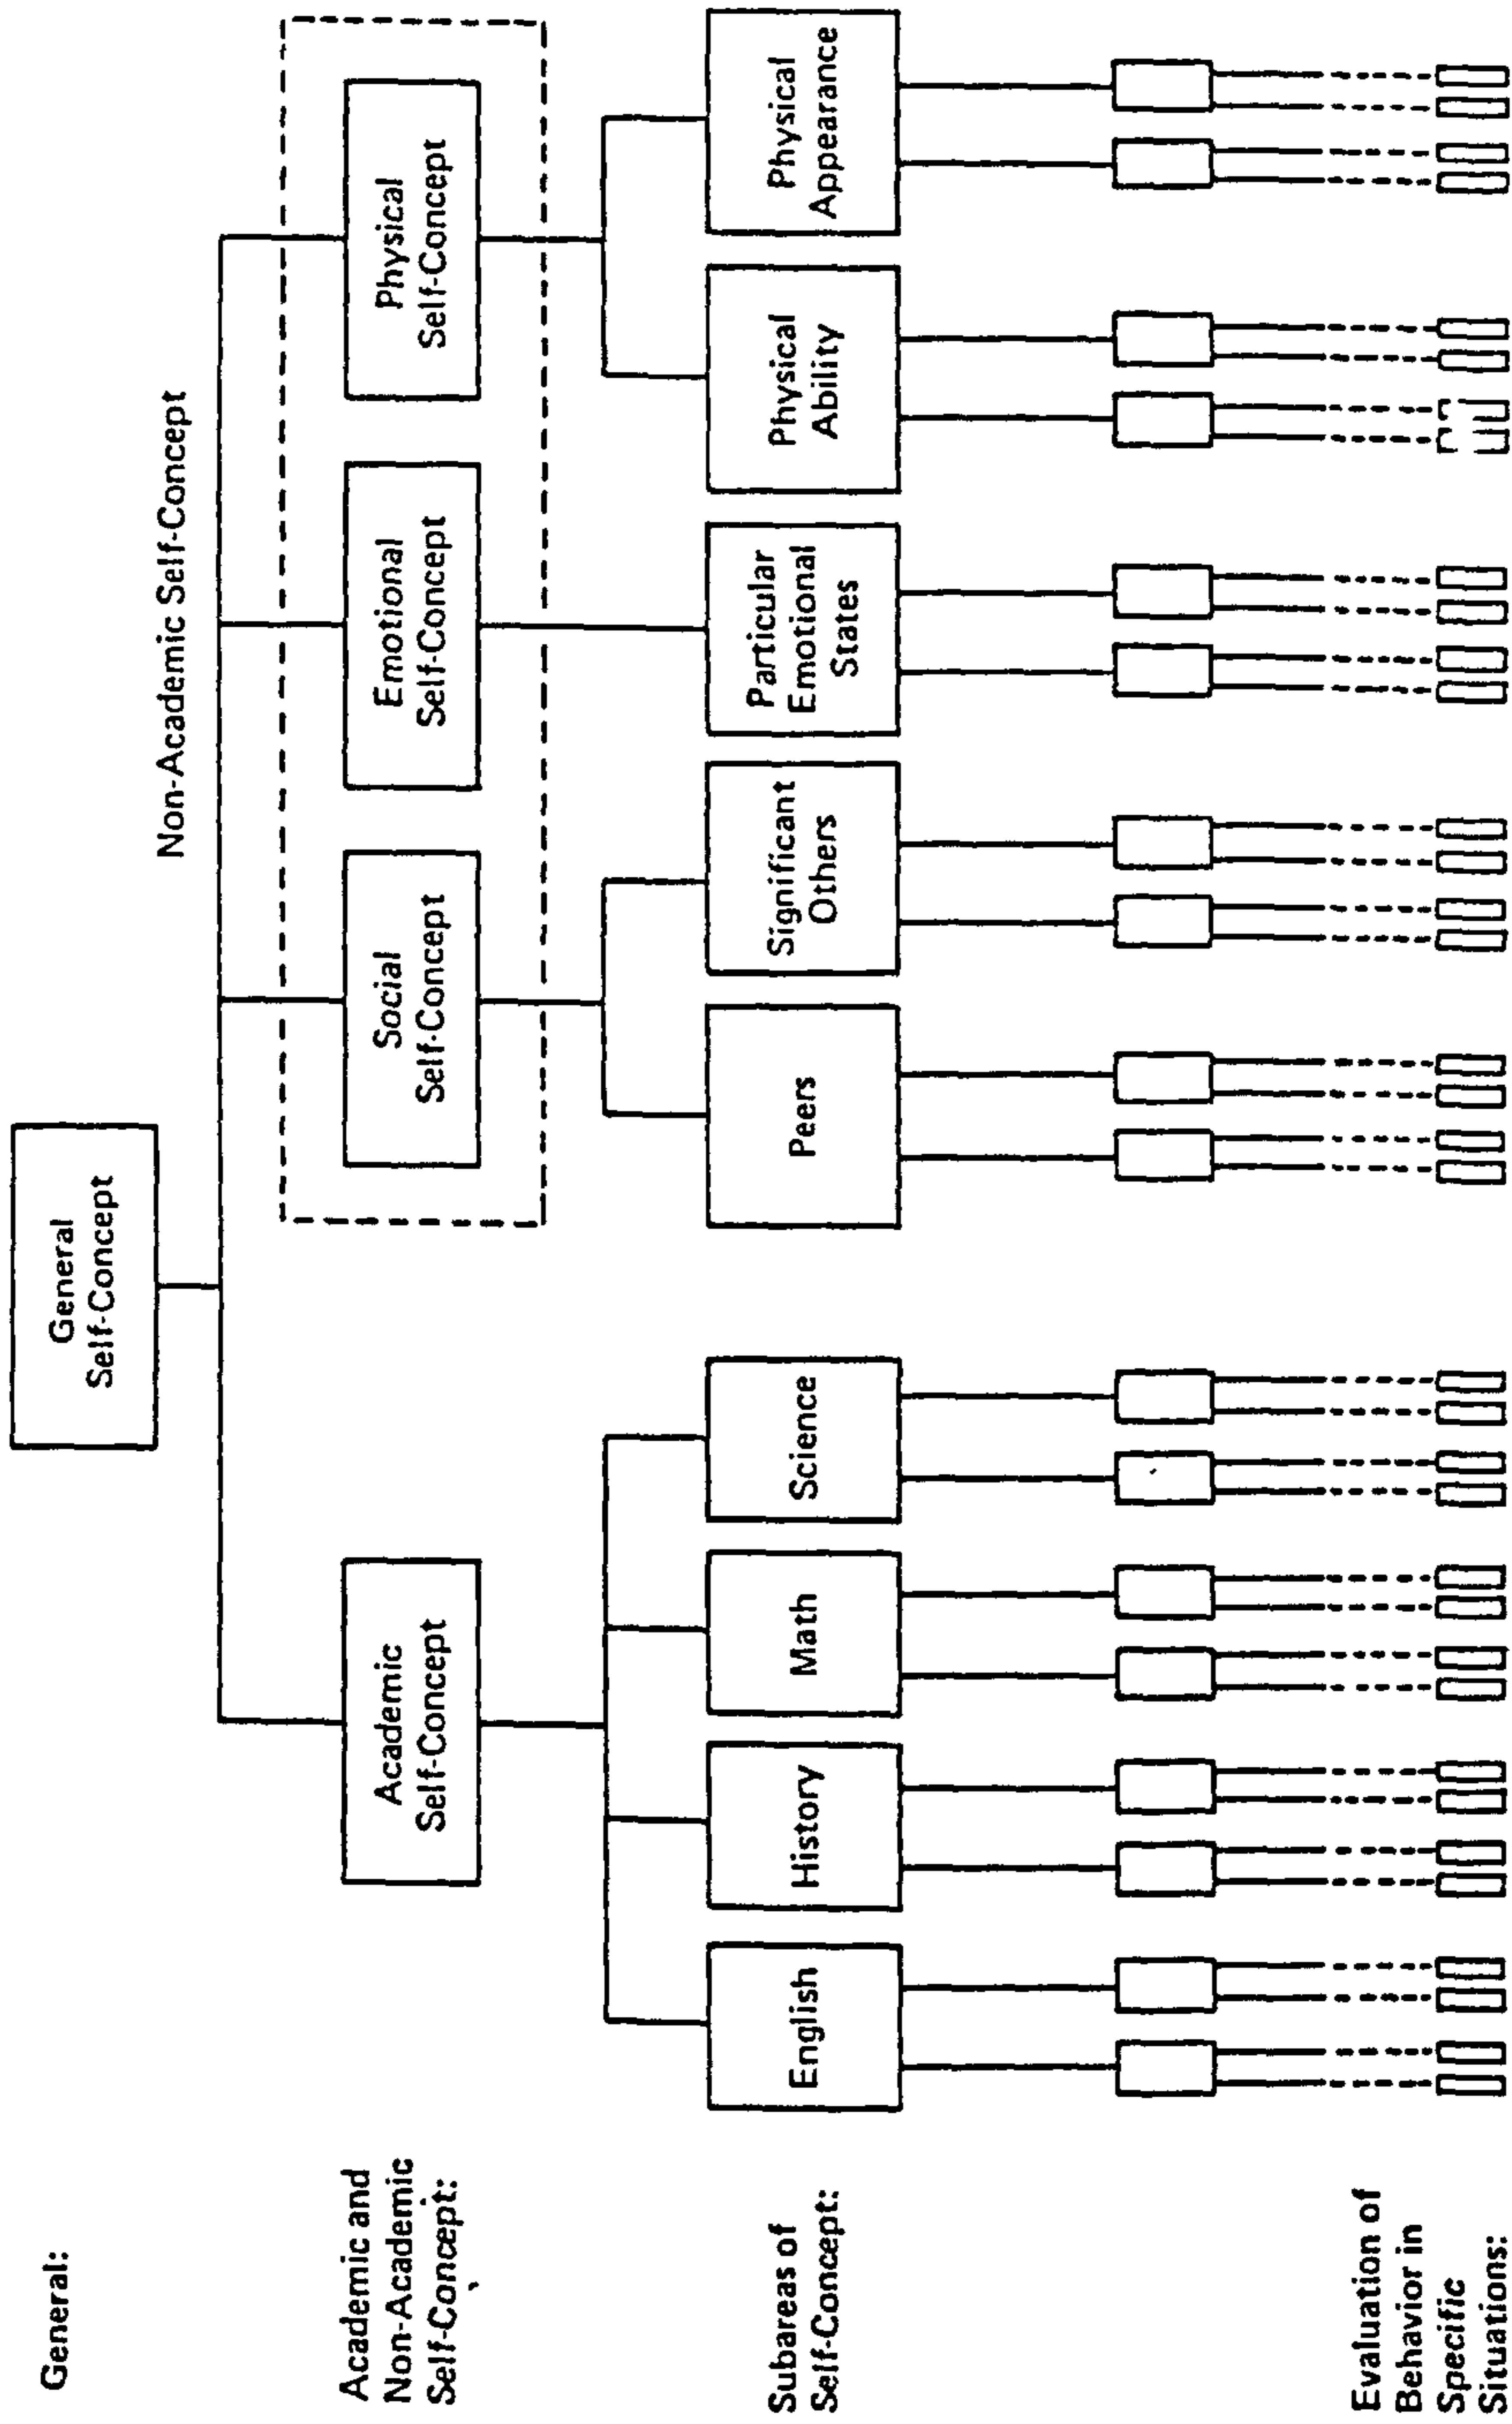 General:
General
Self-Concept
Non-Academic Self-Concept
Academic and
Non-Academic
Self-Concept:
Academic
Self-Concept
Social
Self-Concept
Emotional
Self-Concept
Physical
Self-Concept
Subareas of
Self-Concept:
English
History
Math
Science
Peers
Significant
Others
Particular
Emotional
States
Physical
Ability
Physical
Appearance
Evaluation of
Behavior in
Specific
Situations: